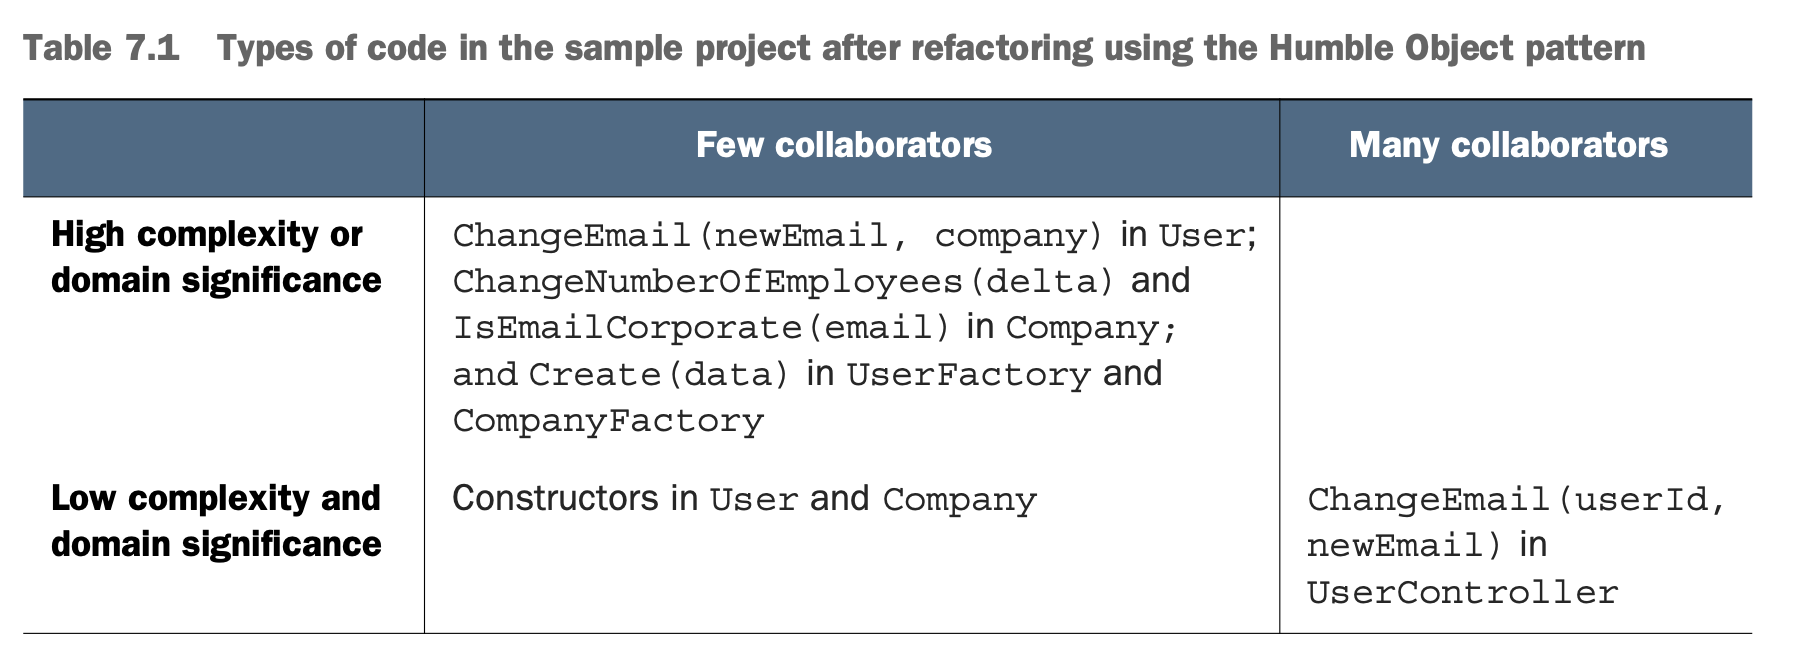 Table 7.1 Types of code in the sample project after refactoring using the Humble Object pattern
Few collaborators
Many collaborators
High complexity or
domain significance
ChangeEmail(newEmail, company) in User;
ChangeNumberOfEmployees(delta) and
IsEmailCorporate(email) in Company;
and Create(data) in UserFactory and
CompanyFactory
Low complexity and
domain significance
Constructors in User and Company
ChangeEmail(userId,
newEmail) in
UserController